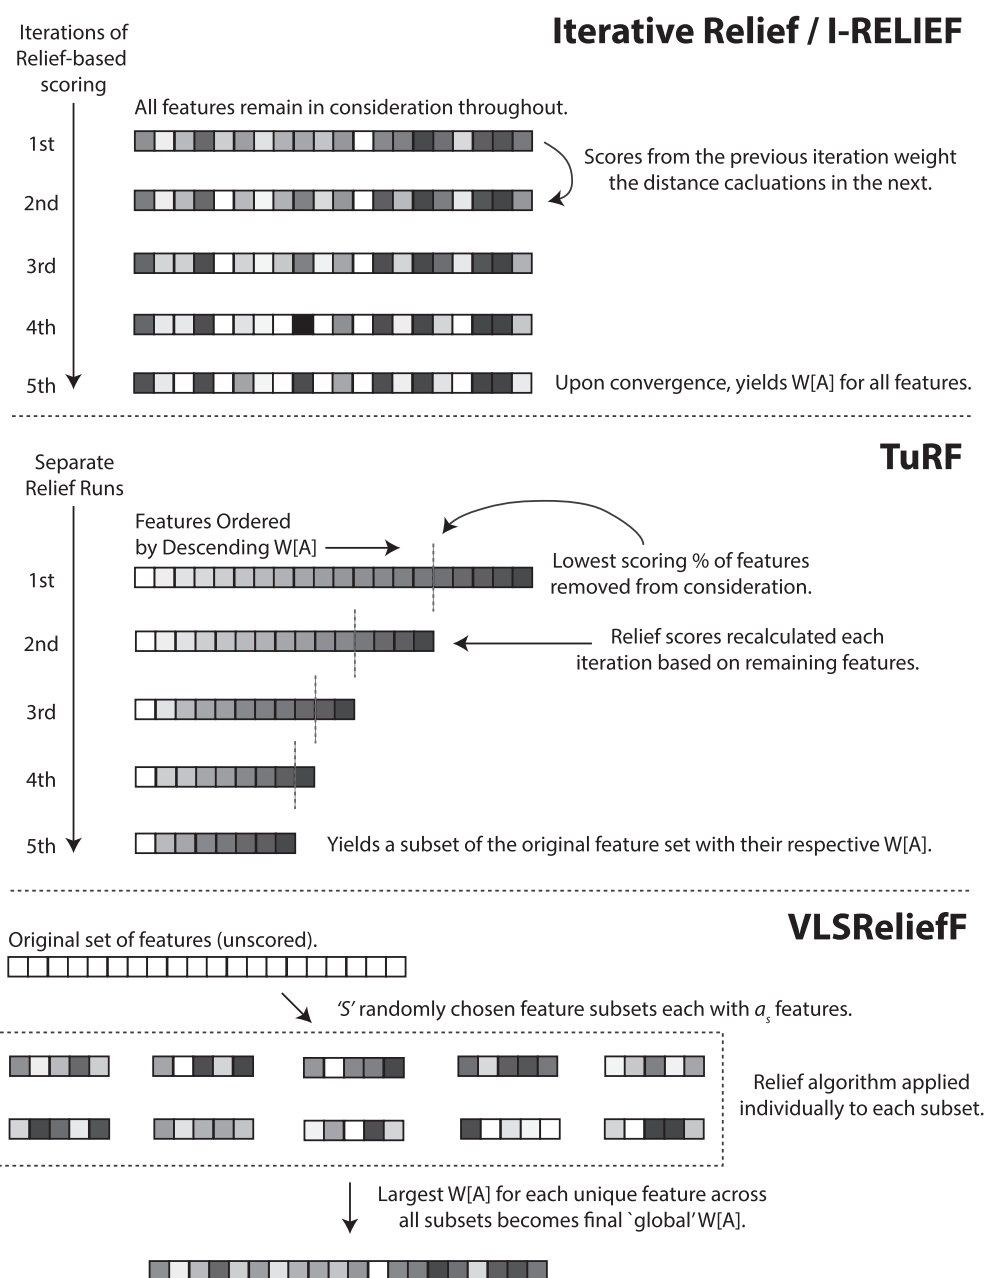 Iterative Relief / I-RELIEF
Iterations of
Relief-based
scoring
All features remain in consideration throughout.
1st
Scores from the previous iteration weight
the distance cacluations in the next.
2nd
3rd
4th
5th
Upon convergence, yields W[A] for all features.
TuRF
Separate
Relief Runs
Features Ordered
by Descending W[A]
Lowest scoring % of features
removed from consideration.
1st
2nd
Relief scores recalculated each
iteration based on remaining features.
3rd
4th
5th
Yields a subset of the original feature set with their respective W[A].
VLSReliefF
Original set of features (unscored).
‘S’ randomly chosen feature subsets each with as features.
Relief algorithm applied
individually to each subset.
Largest W[A] for each unique feature across
all subsets becomes final `global’ W[A].